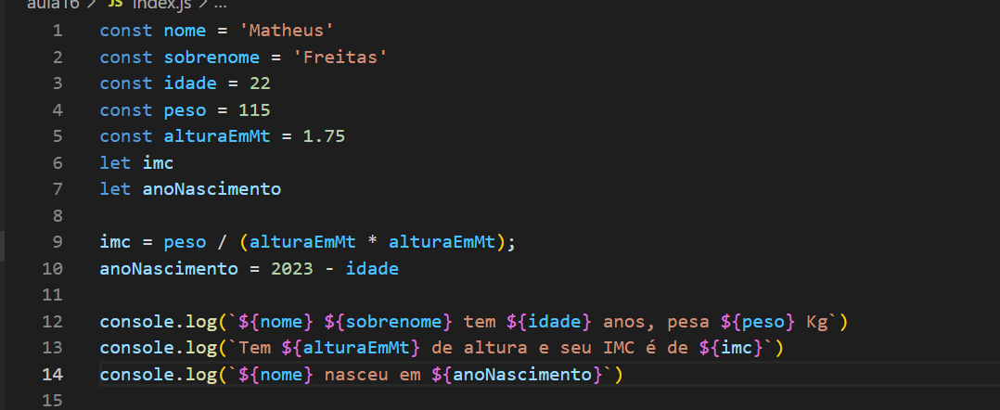 aula16 > JS index.js > ...
1 const nome = 'Matheus'
2 const sobrenome = 'Freitas'
3 const idade = 22
4 const peso = 115
5 const alturaEmMt = 1.75
6 let imc
7 let anoNascimento
8
9 imc = peso / (alturaEmMt * alturaEmMt);
10 anoNascimento = 2023 - idade
11
12 console.log(`${nome} ${sobrenome} tem ${idade} anos, pesa ${peso} Kg`)
13 console.log(`Tem ${alturaEmMt} de altura e seu IMC é de ${imc}`)
14 console.log(`${nome} nasceu em ${anoNascimento}`)
15